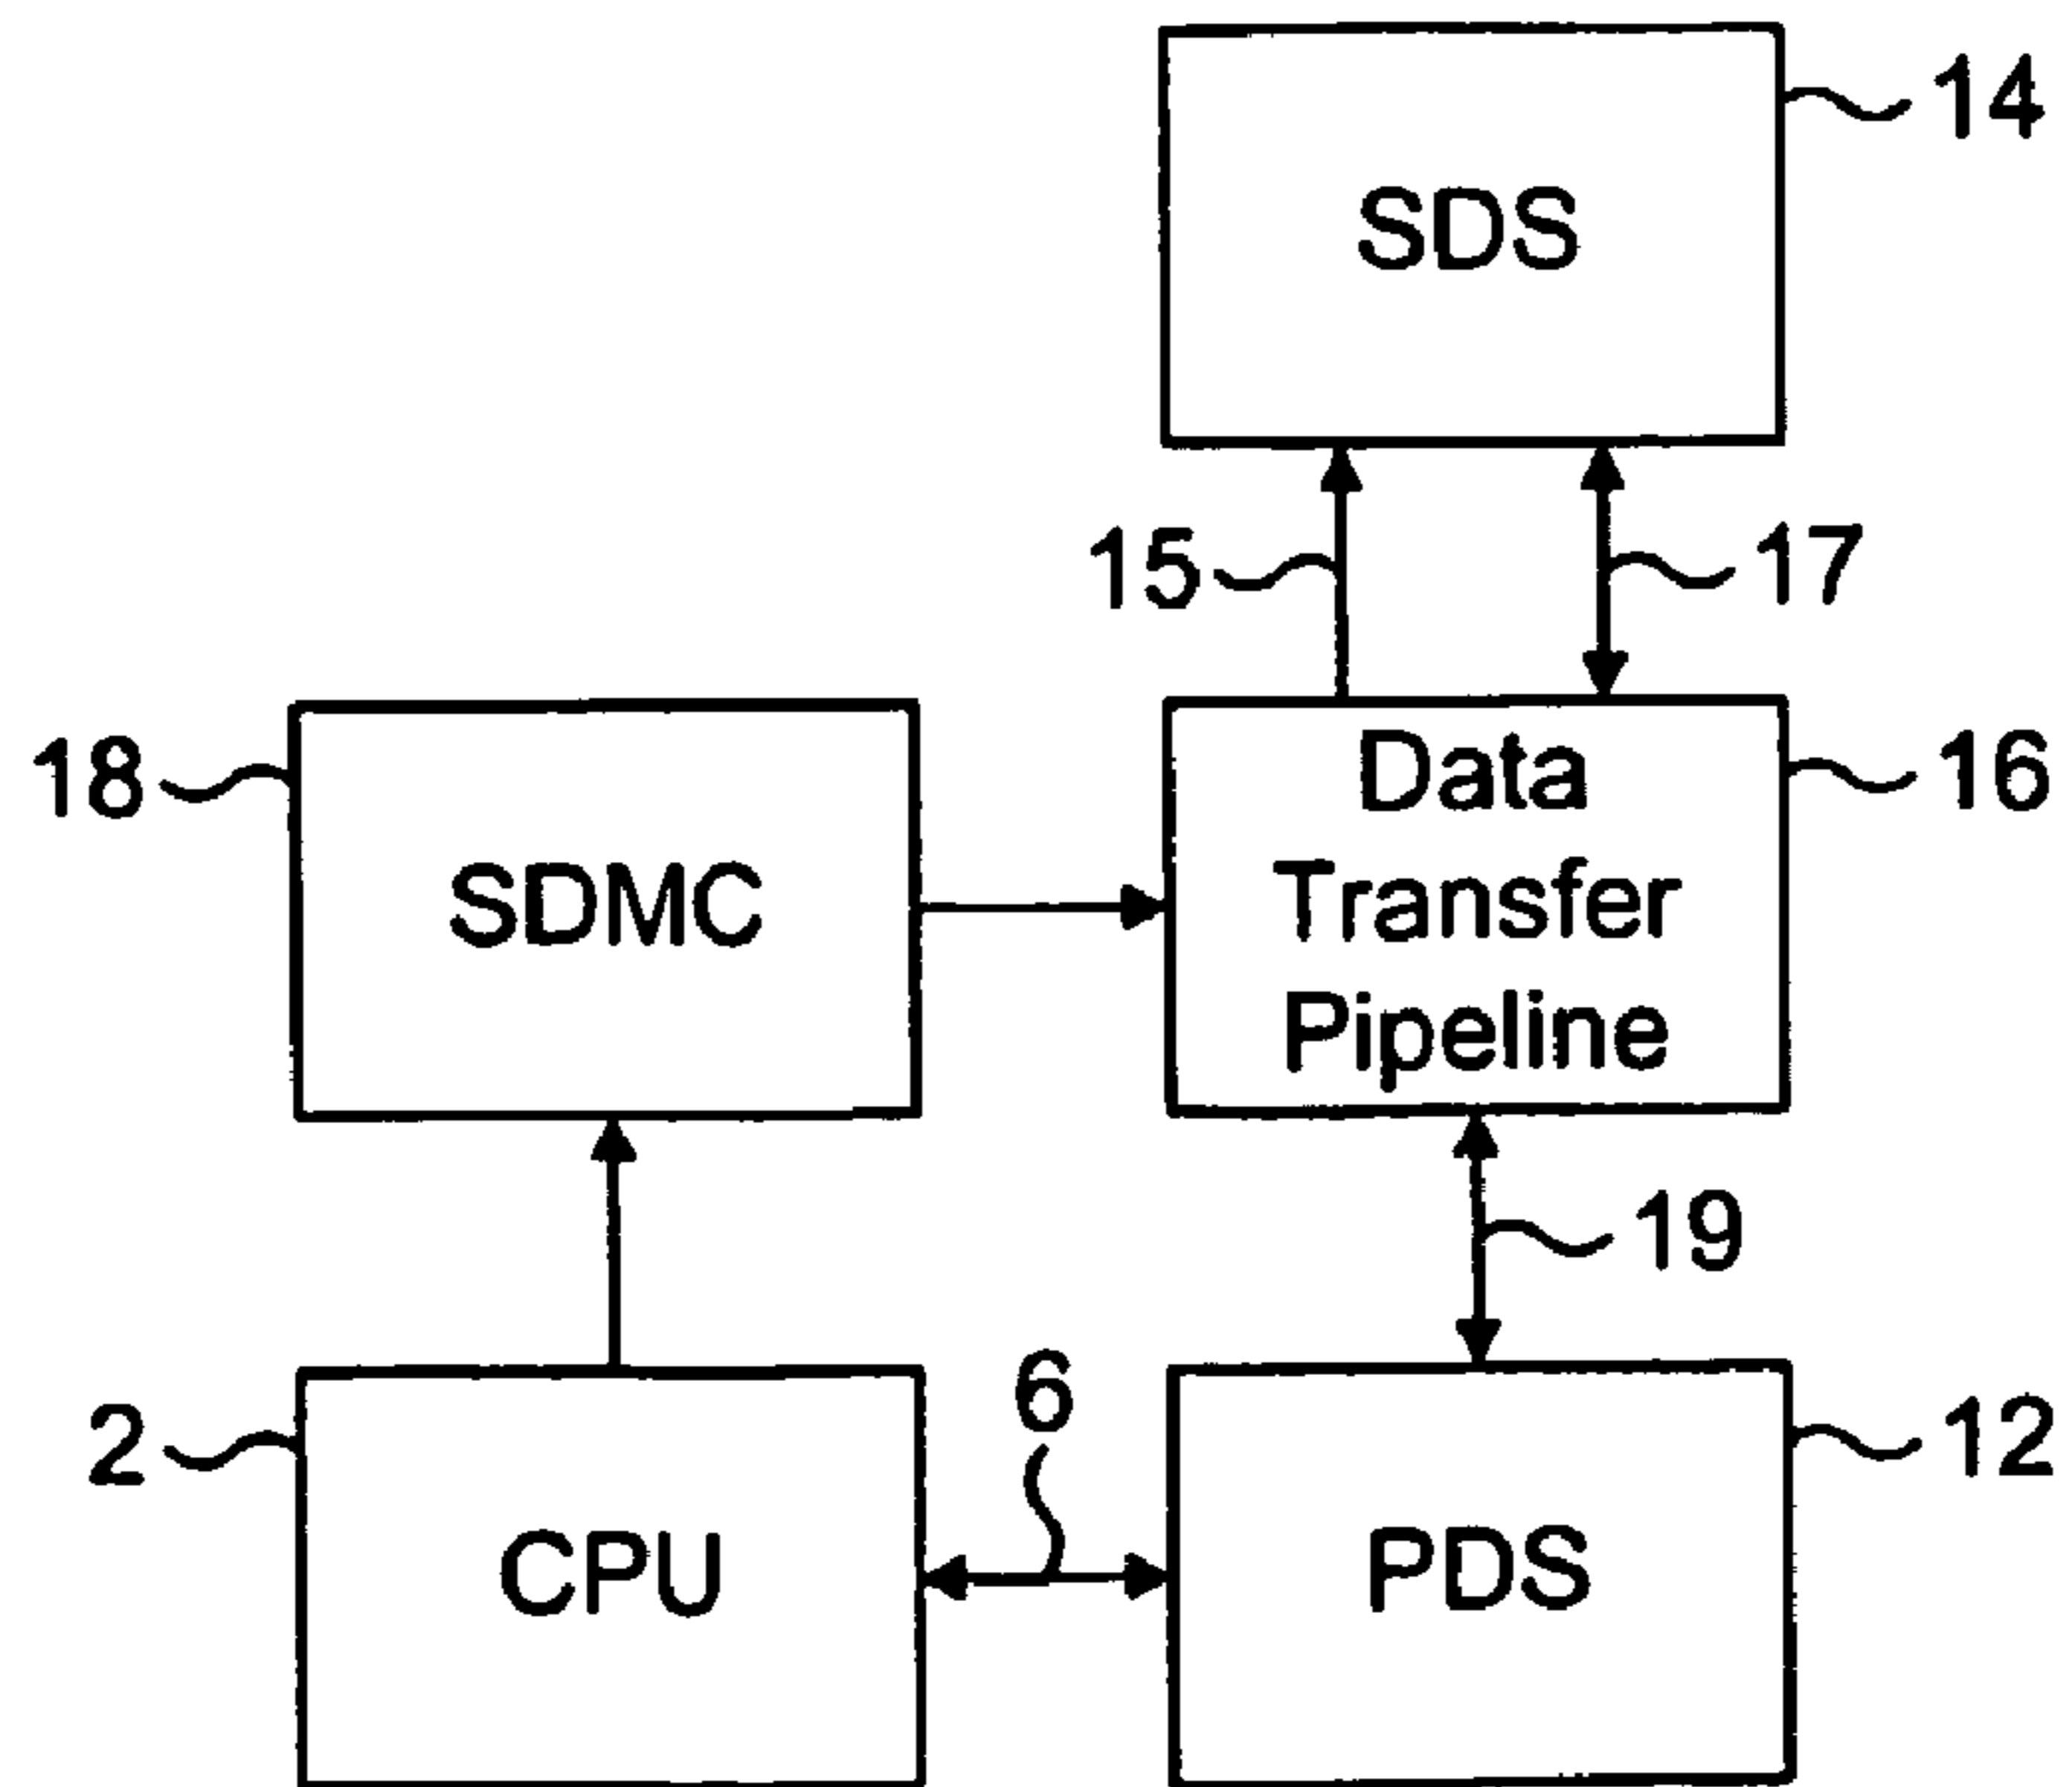 14
SDS
15
17
18
SDMC
Data
Transfer
Pipeline
16
19
2
CPU
6
PDS
12